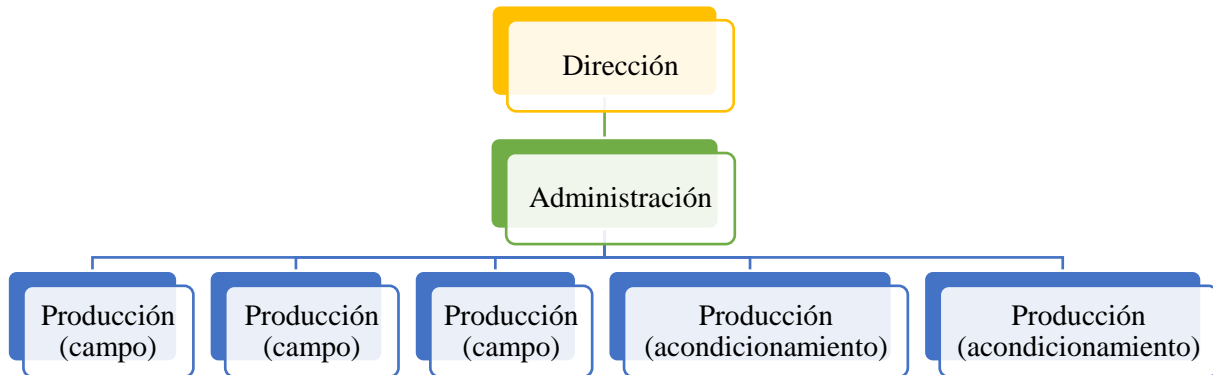 Dirección
Administración
Producción
(campo)
Producción
(campo)
Producción
(campo)
Producción
(acondicionamiento)
Producción
(acondicionamiento)